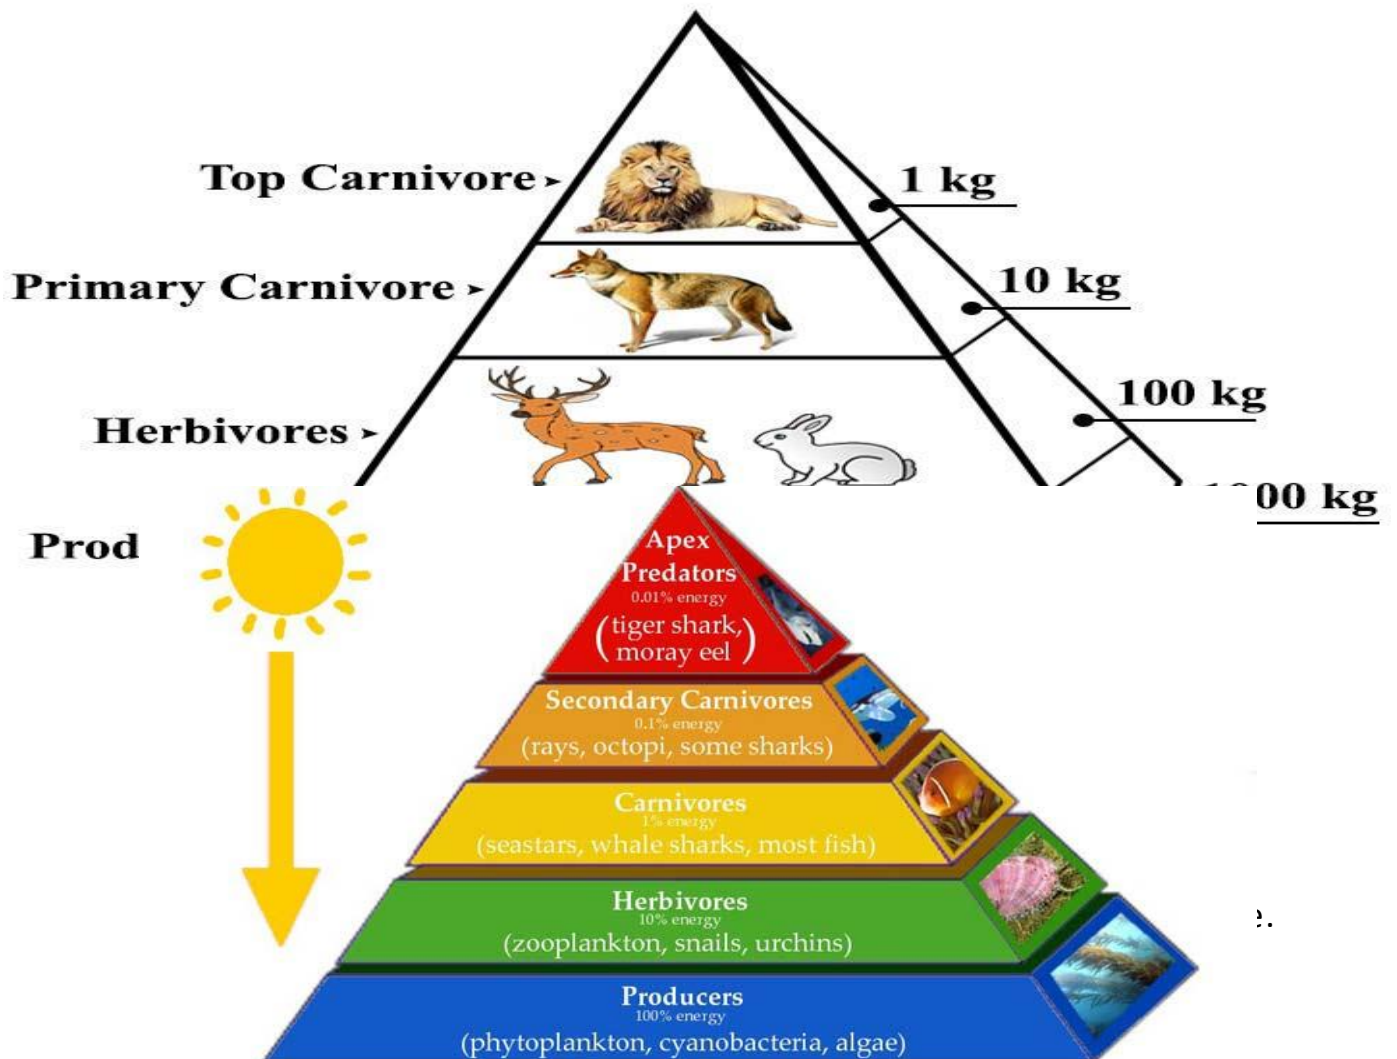 Top Carnivore
1 kg
Primary Carnivore
10 kg
Herbivores
100 kg
00 kg
Prod
Apex
Predators
0.01% energy
(tiger shark,
moray eel)
Secondary Carnivores
0.1% energy
(rays, octopi, some sharks)
Carnivores
1% energy
(seastars, whale sharks, most fish)
Herbivores
10% energy
(zooplankton, snails, urchins)
Producers
100% energy
(phytoplankton, cyanobacteria, algae)